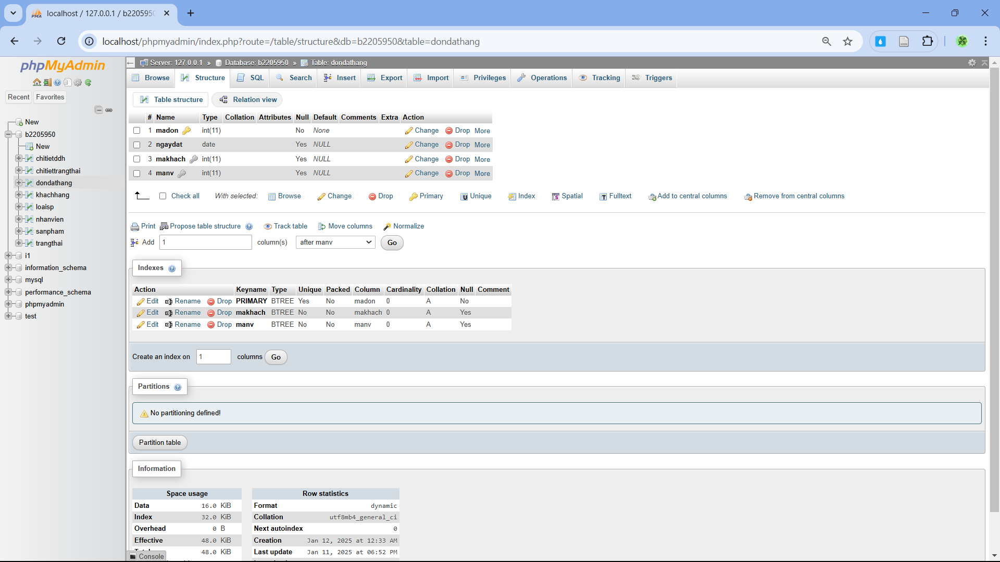 localhost / 127.0.0.1 / b2205950
localhost/phpmyadmin/index.php?route=/table/structure&db=b2205950&table=dondathang
phpMyAdmin
Recent Favorites
New
b2205950
New
chitietddh
chitiettrangthai
dondathang
khachhang
loaisp
nhanvien
sanpham
trangthai
i1
information_schema
mysql
performance_schema
phpmyadmin
test
Server: 127.0.0.1 » Database: b2205950 » Table: dondathang
Browse Structure SQL Search Insert Export Import Privileges Operations Tracking Triggers
Table structure Relation view
# Name Type Collation Attributes Null Default Comments Extra Action
1 madon int(11) No None Change Drop More
2 ngaydat date Yes NULL Change Drop More
3 makhach int(11) Yes NULL Change Drop More
4 manv int(11) Yes NULL Change Drop More
Check all With selected: Browse Change Drop Primary Unique Index Spatial Fulltext Add to central columns Remove from central columns
Print Propose table structure Track table Move columns Normalize
Add 1 column(s) after manv Go
Indexes
Action Keyname Type Unique Packed Column Cardinality Collation Null Comment
Edit Rename Drop PRIMARY BTREE Yes No madon 0 A No
Edit Rename Drop makhach BTREE No No makhach 0 A Yes
Edit Rename Drop manv BTREE No No manv 0 A Yes
Create an index on 1 columns Go
Partitions
No partitioning defined!
Partition table
Information
Space usage
Data 16.0 KiB
Index 32.0 KiB
Overhead 0 B
Effective 48.0 KiB
48.0 KiB
Row statistics
Format dynamic
Collation utf8mb4_general_ci
Next autoindex 0
Creation Jan 12, 2025 at 12:33 AM
Last update Jan 11, 2025 at 06:52 PM
Console